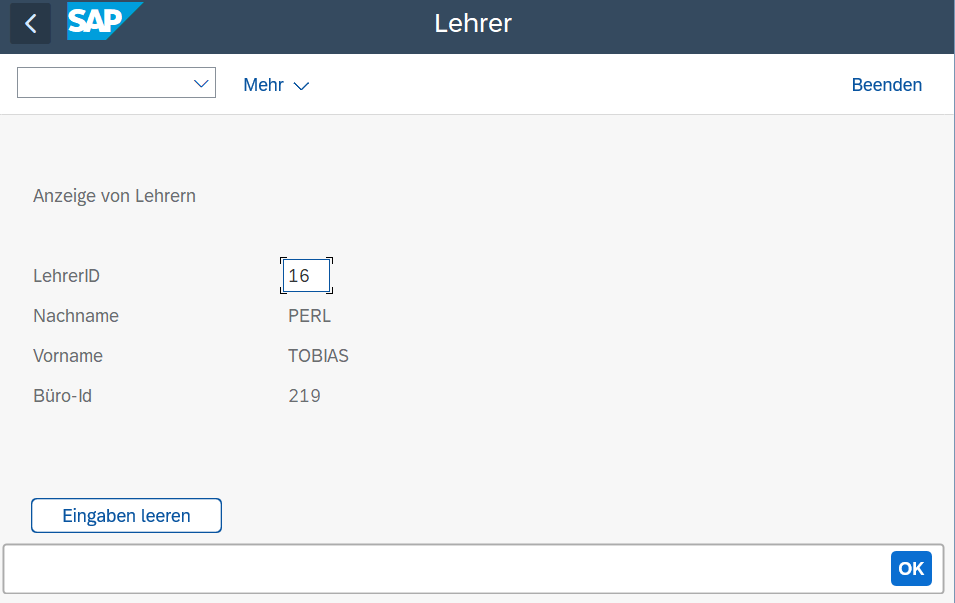 SAP Lehrer
Mehr Beenden
Anzeige von Lehrern
LehrerID 16
Nachname PERL
Vorname TOBIAS
Büro-Id 219
Eingaben leeren
OK